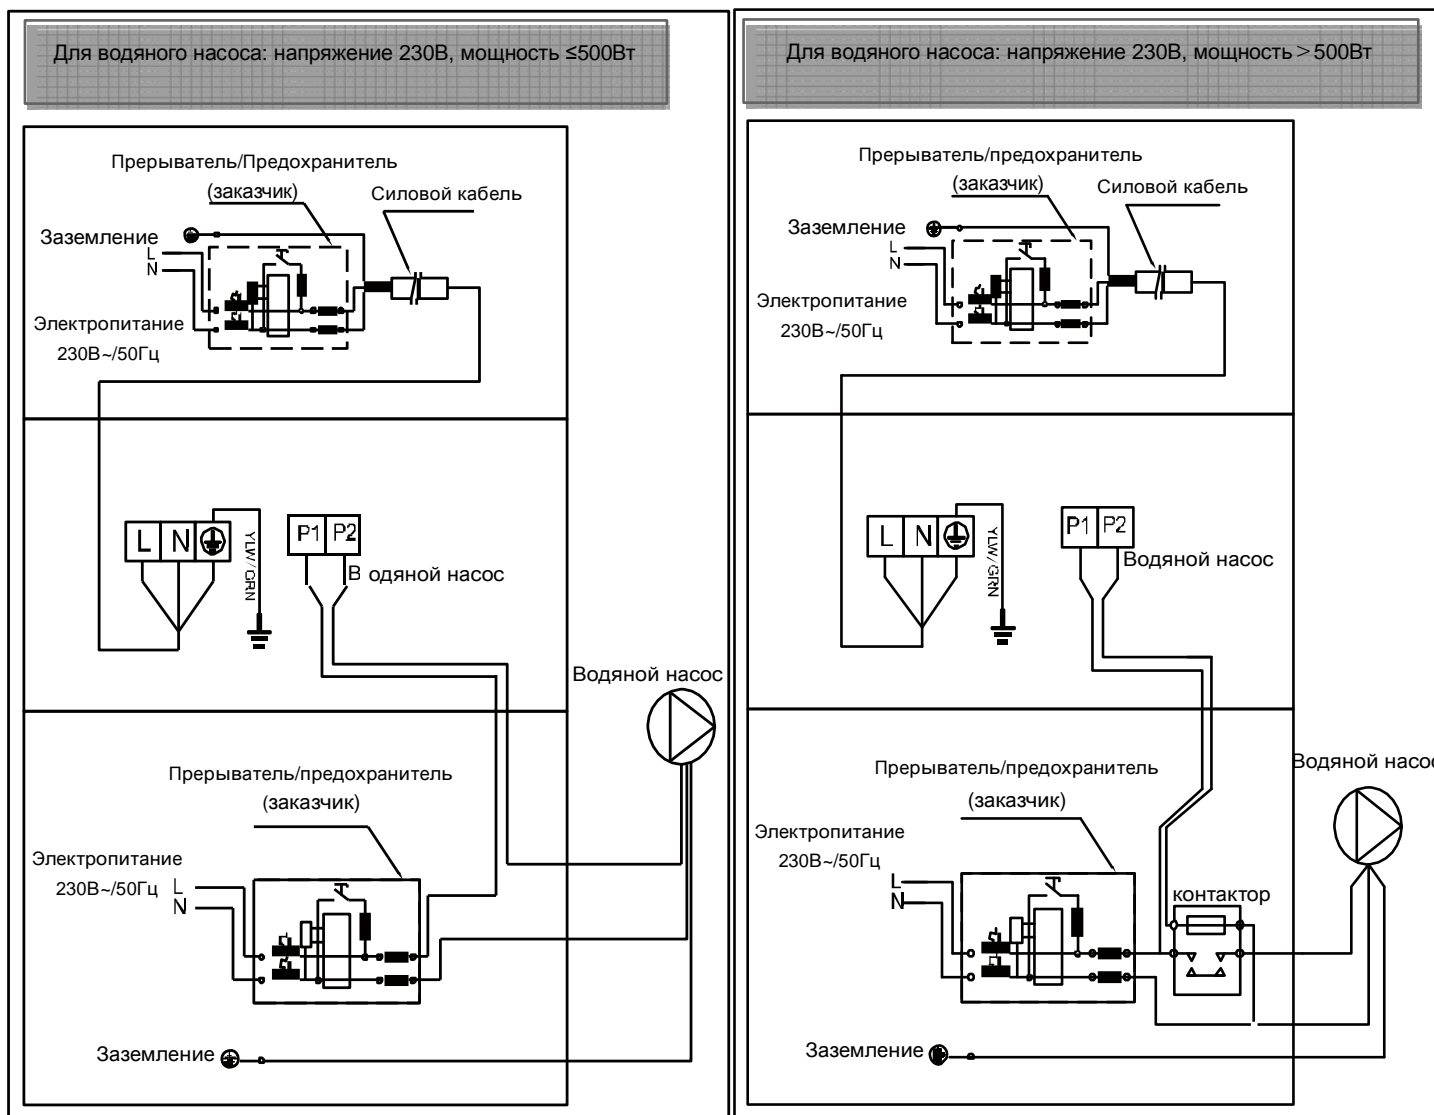 Для водяного насоса: напряжение 230В, мощность ≤500Вт
Прерыватель/Предохранитель
(заказчик)
Силовой кабель
Заземление
L
N
Электропитание
230В~/50Гц
L N
YLW/GRN
P1 P2
В одяной насос
Водяной насос
Прерыватель/предохранитель
(заказчик)
Электропитание
230В~/50Гц
L
N
Заземление
Для водяного насоса: напряжение 230В, мощность＞500Вт
Прерыватель/предохранитель
(заказчик)
Силовой кабель
Заземление
L
N
Электропитание
230В~/50Гц
L N
YLW/GRN
P1 P2
Водяной насос
Водяной насос
Прерыватель/предохранитель
(заказчик)
Электропитание
230В~/50Гц
L
N
контактор
Заземление